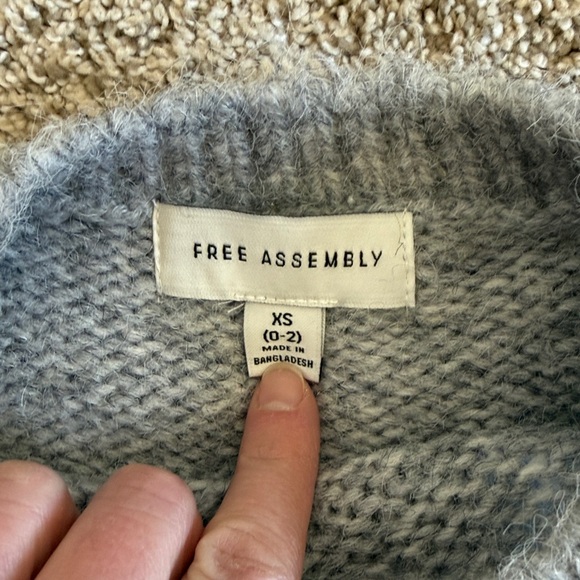 FREE ASSEMBLY
XS
(0-2)
MADE IN
BANGLADESH